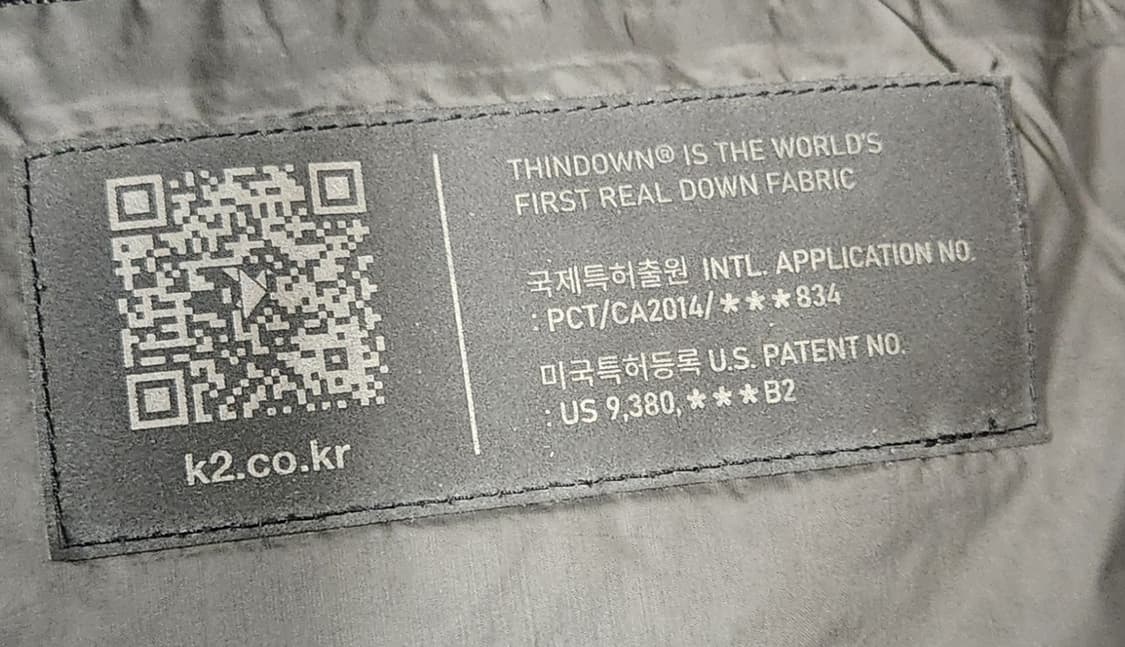 THINDOWN® IS THE WORLD'S
FIRST REAL DOWN FABRIC
국제특허출원 INTL. APPLICATION NO.
: PCT/CA2014/***834
미국특허등록 U.S. PATENT NO.
: US 9,380,***B2
k2.co.kr